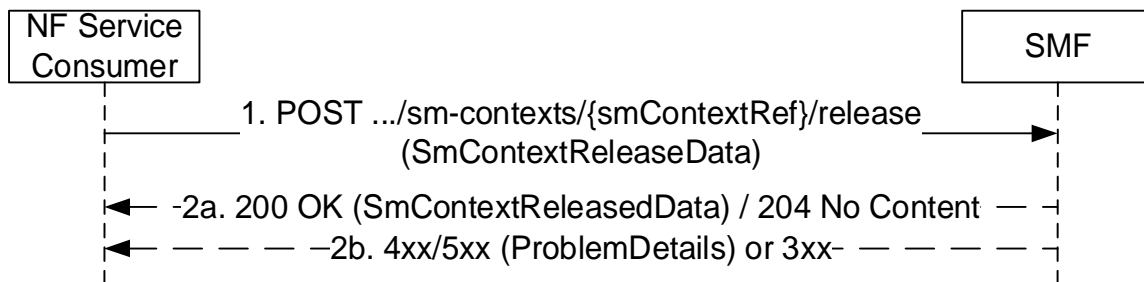 NF Service
Consumer
SMF
1. POST .../sm-contexts/{smContextRef}/release
(SmContextReleaseData)
2a. 200 OK (SmContextReleasedData) / 204 No Content
2b. 4xx/5xx (ProblemDetails) or 3xx